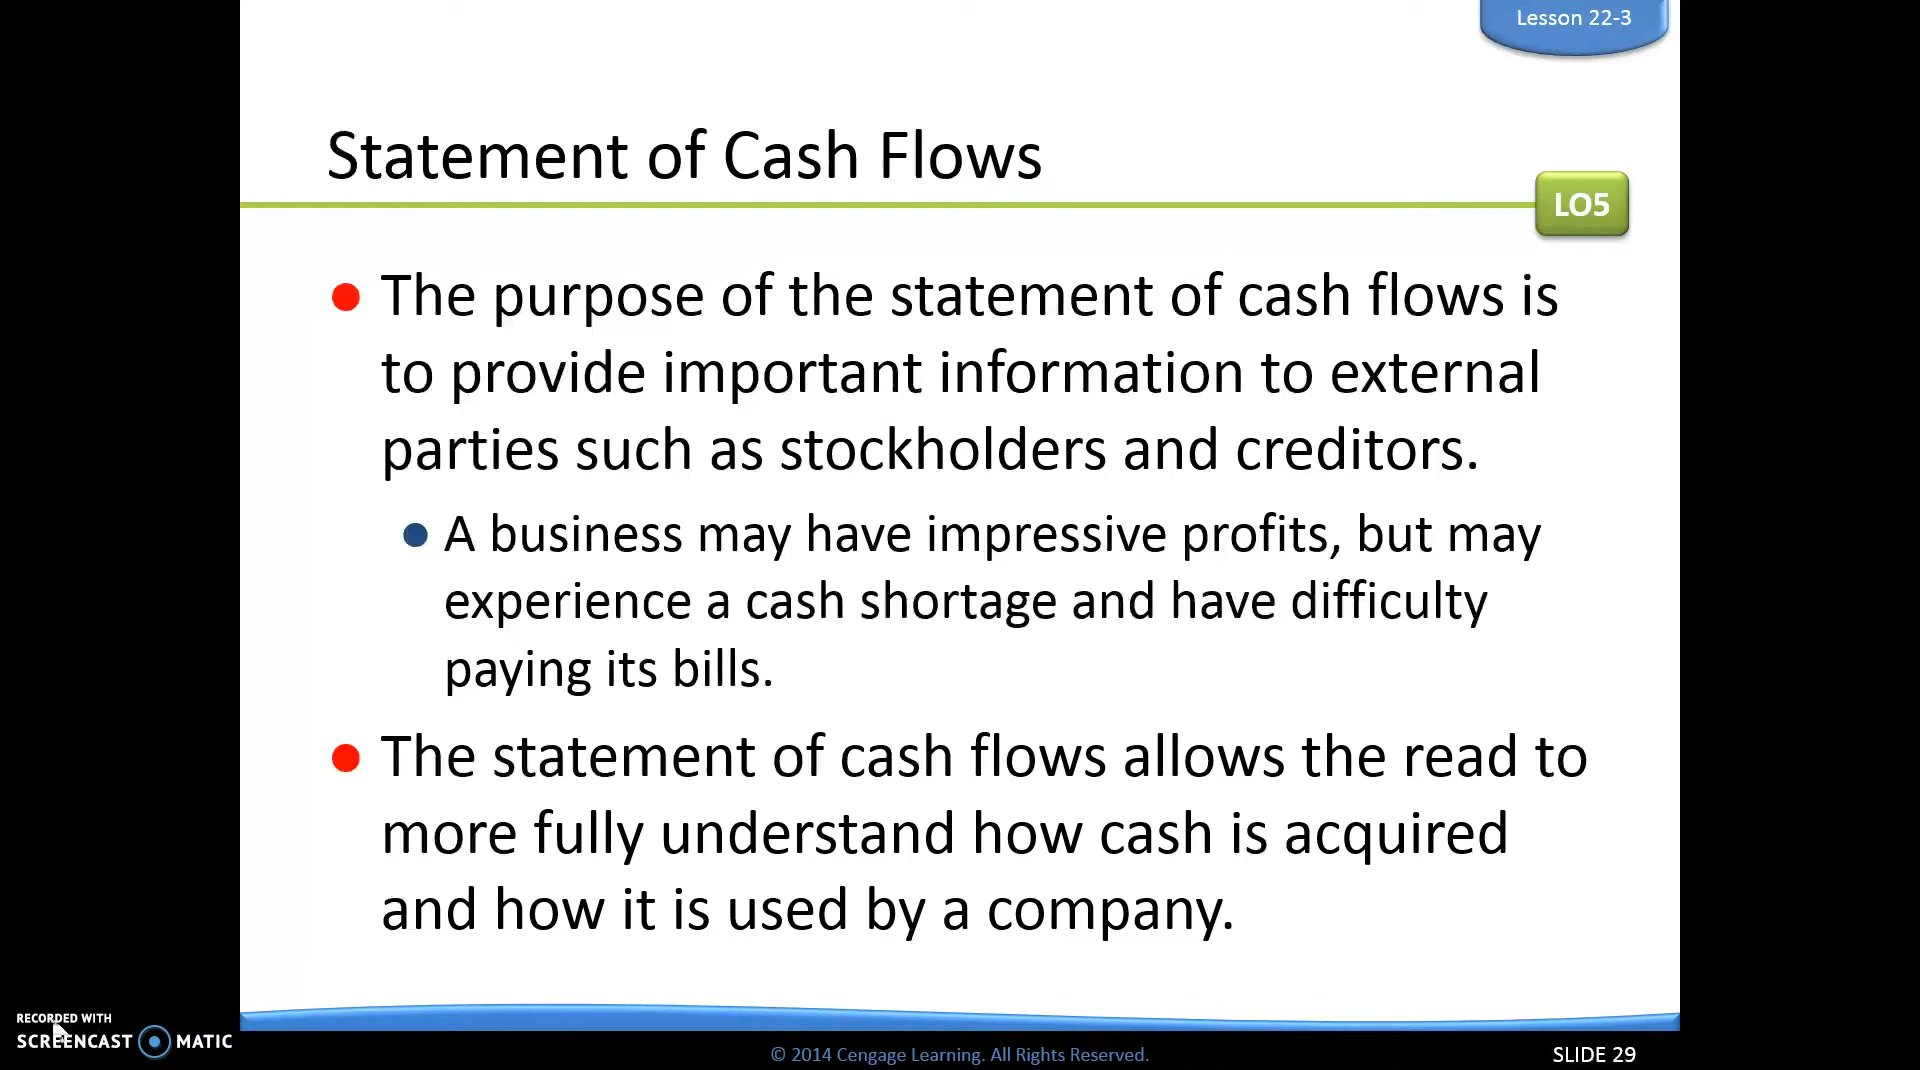 Lesson 22-3
Statement of Cash Flows
LO5
The purpose of the statement of cash flows is
to provide important information to external
parties such as stockholders and creditors.
A business may have impressive profits, but may
experience a cash shortage and have difficulty
paying its bills.
The statement of cash flows allows the read to
more fully understand how cash is acquired
and how it is used by a company.
RECORDED WITH
SCREENCAST MATIC
© 2014 Cengage Learning. All Rights Reserved.
SLIDE 29